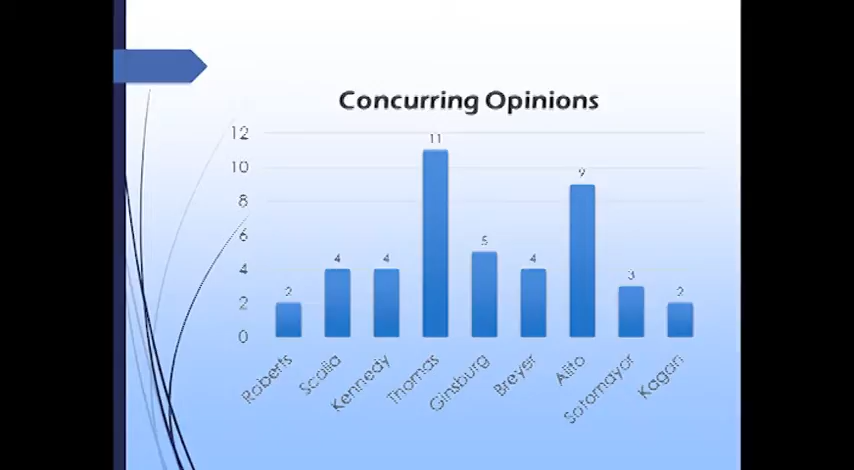 Concurring Opinions
12
10
8
6
4
2
0
2
4
4
11
5
4
9
3
2
Roberts
Scalia
Kennedy
Thomas
Ginsburg
Breyer
Alito
Sotomayor
Kagan